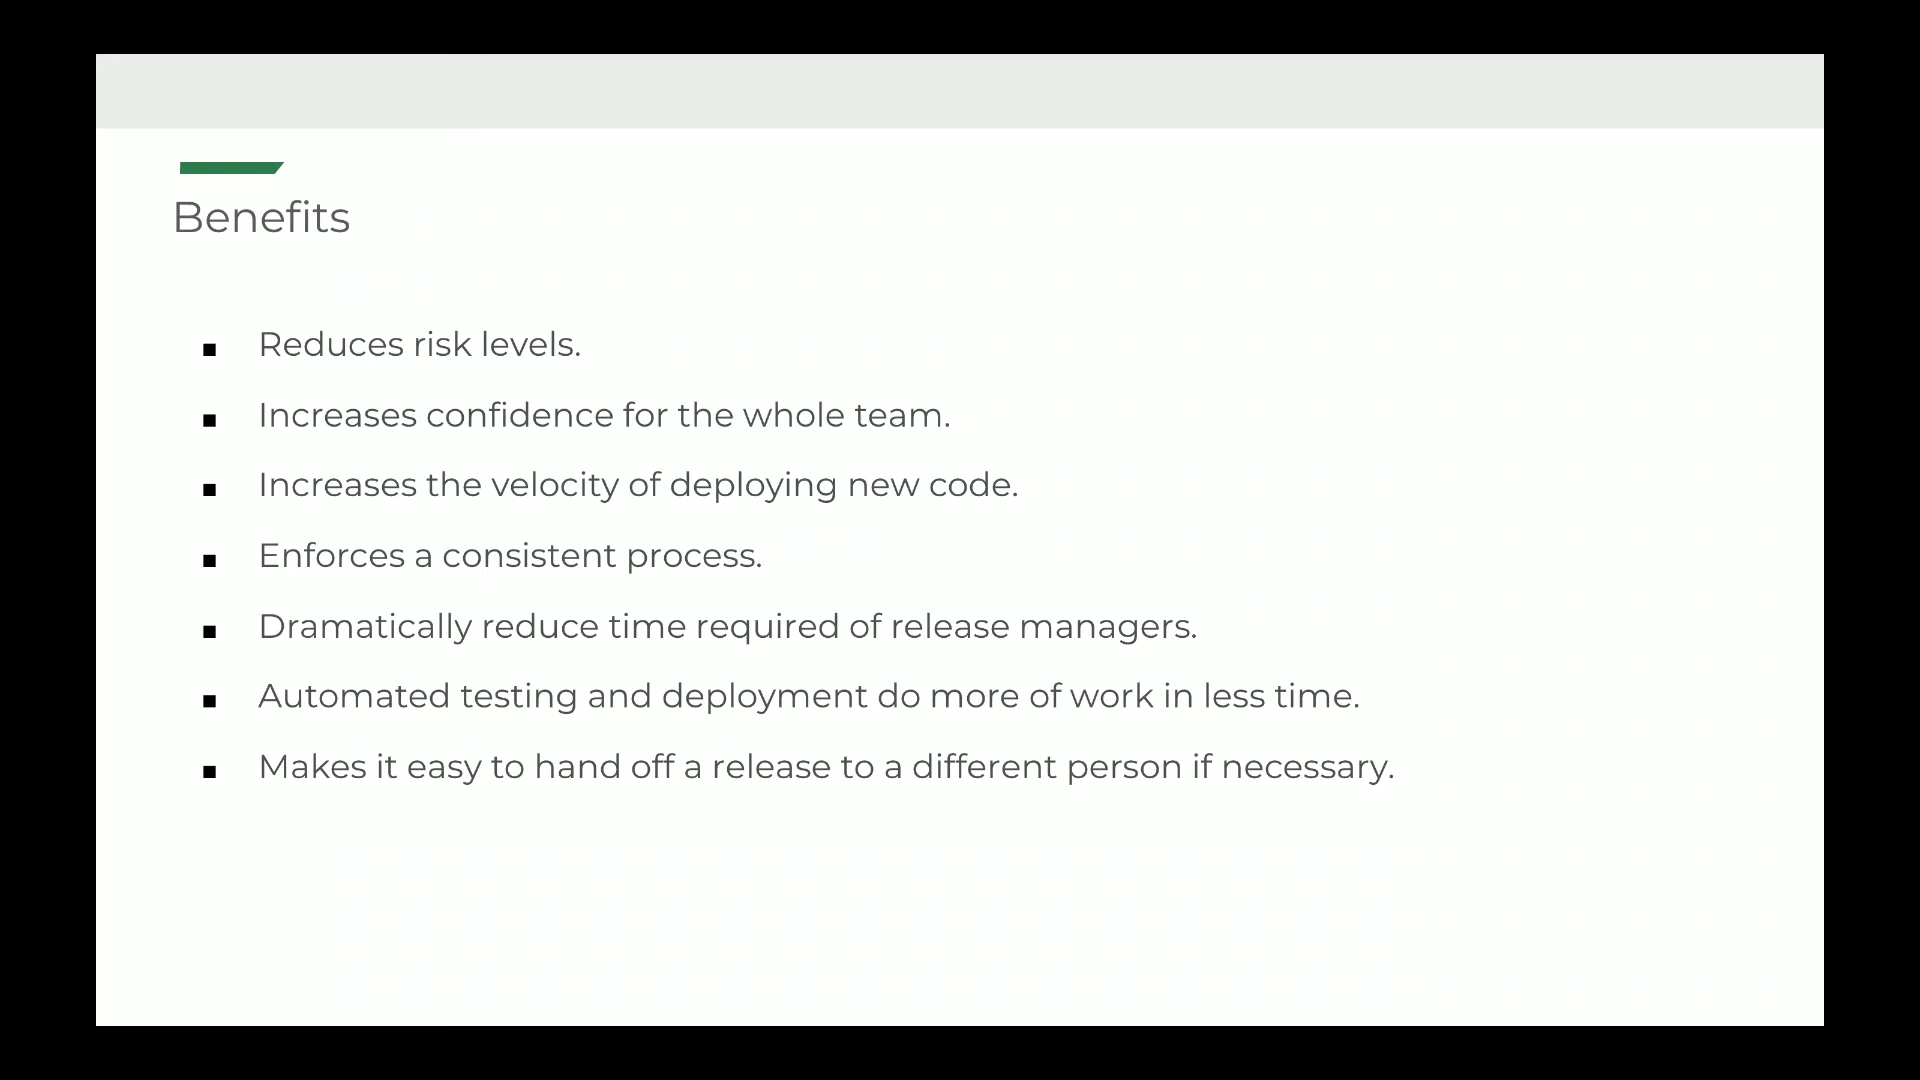 Benefits
Reduces risk levels.
Increases confidence for the whole team.
Increases the velocity of deploying new code.
Enforces a consistent process.
Dramatically reduce time required of release managers.
Automated testing and deployment do more of work in less time.
Makes it easy to hand off a release to a different person if necessary.